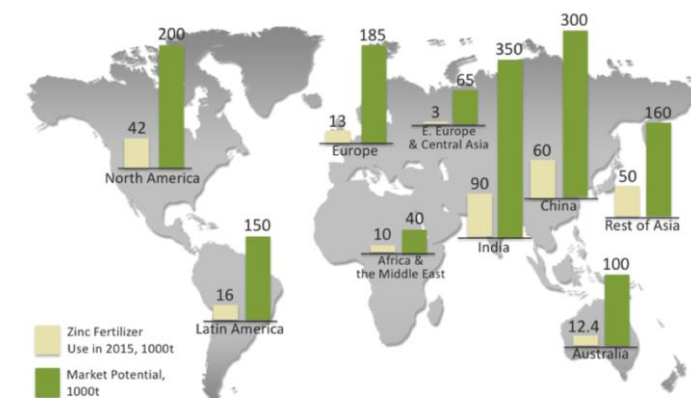 200
42
North America
185
13
Europe
65
3
E. Europe
& Central Asia
350
90
India
300
60
China
160
50
Rest of Asia
40
10
Africa &
the Middle East
150
16
Latin America
100
12.4
Australia
Zinc Fertilizer
Use in 2015, 1000t
Market Potential,
1000t